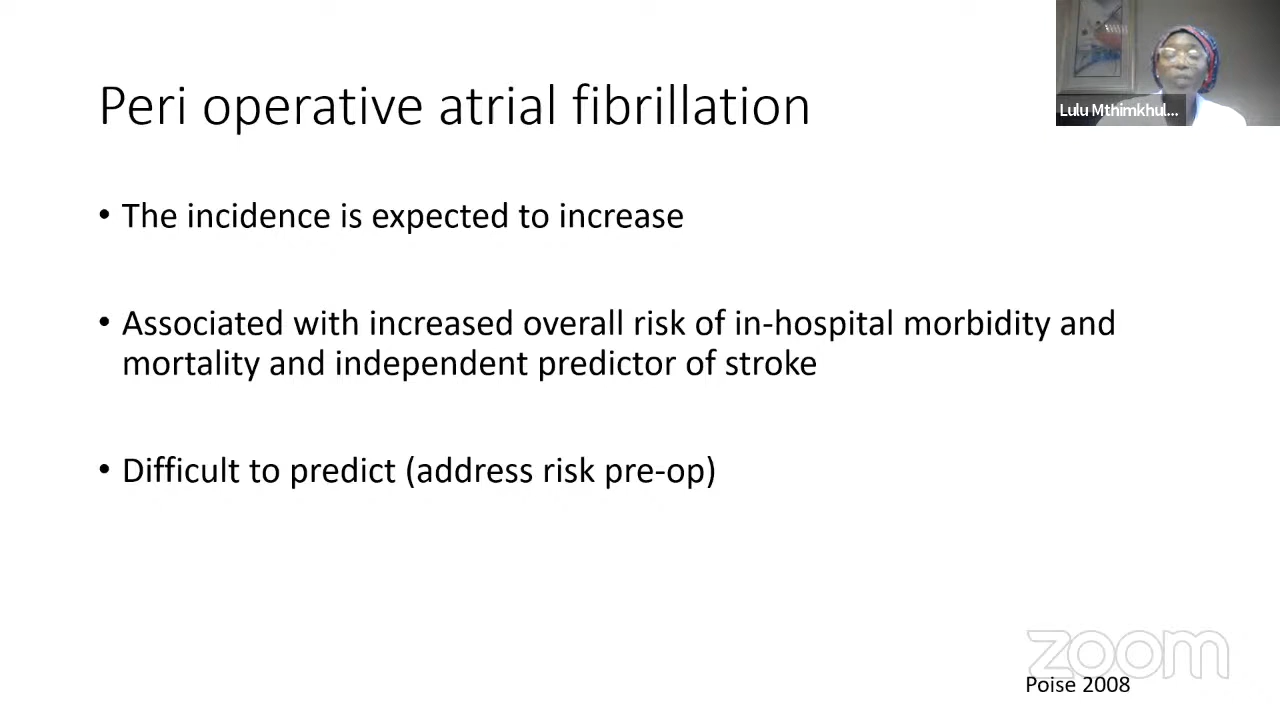 Peri operative atrial fibrillation
Lulu Mthimkhul...
• The incidence is expected to increase
• Associated with increased overall risk of in-hospital morbidity and
mortality and independent predictor of stroke
• Difficult to predict (address risk pre-op)
zoom
Poise 2008